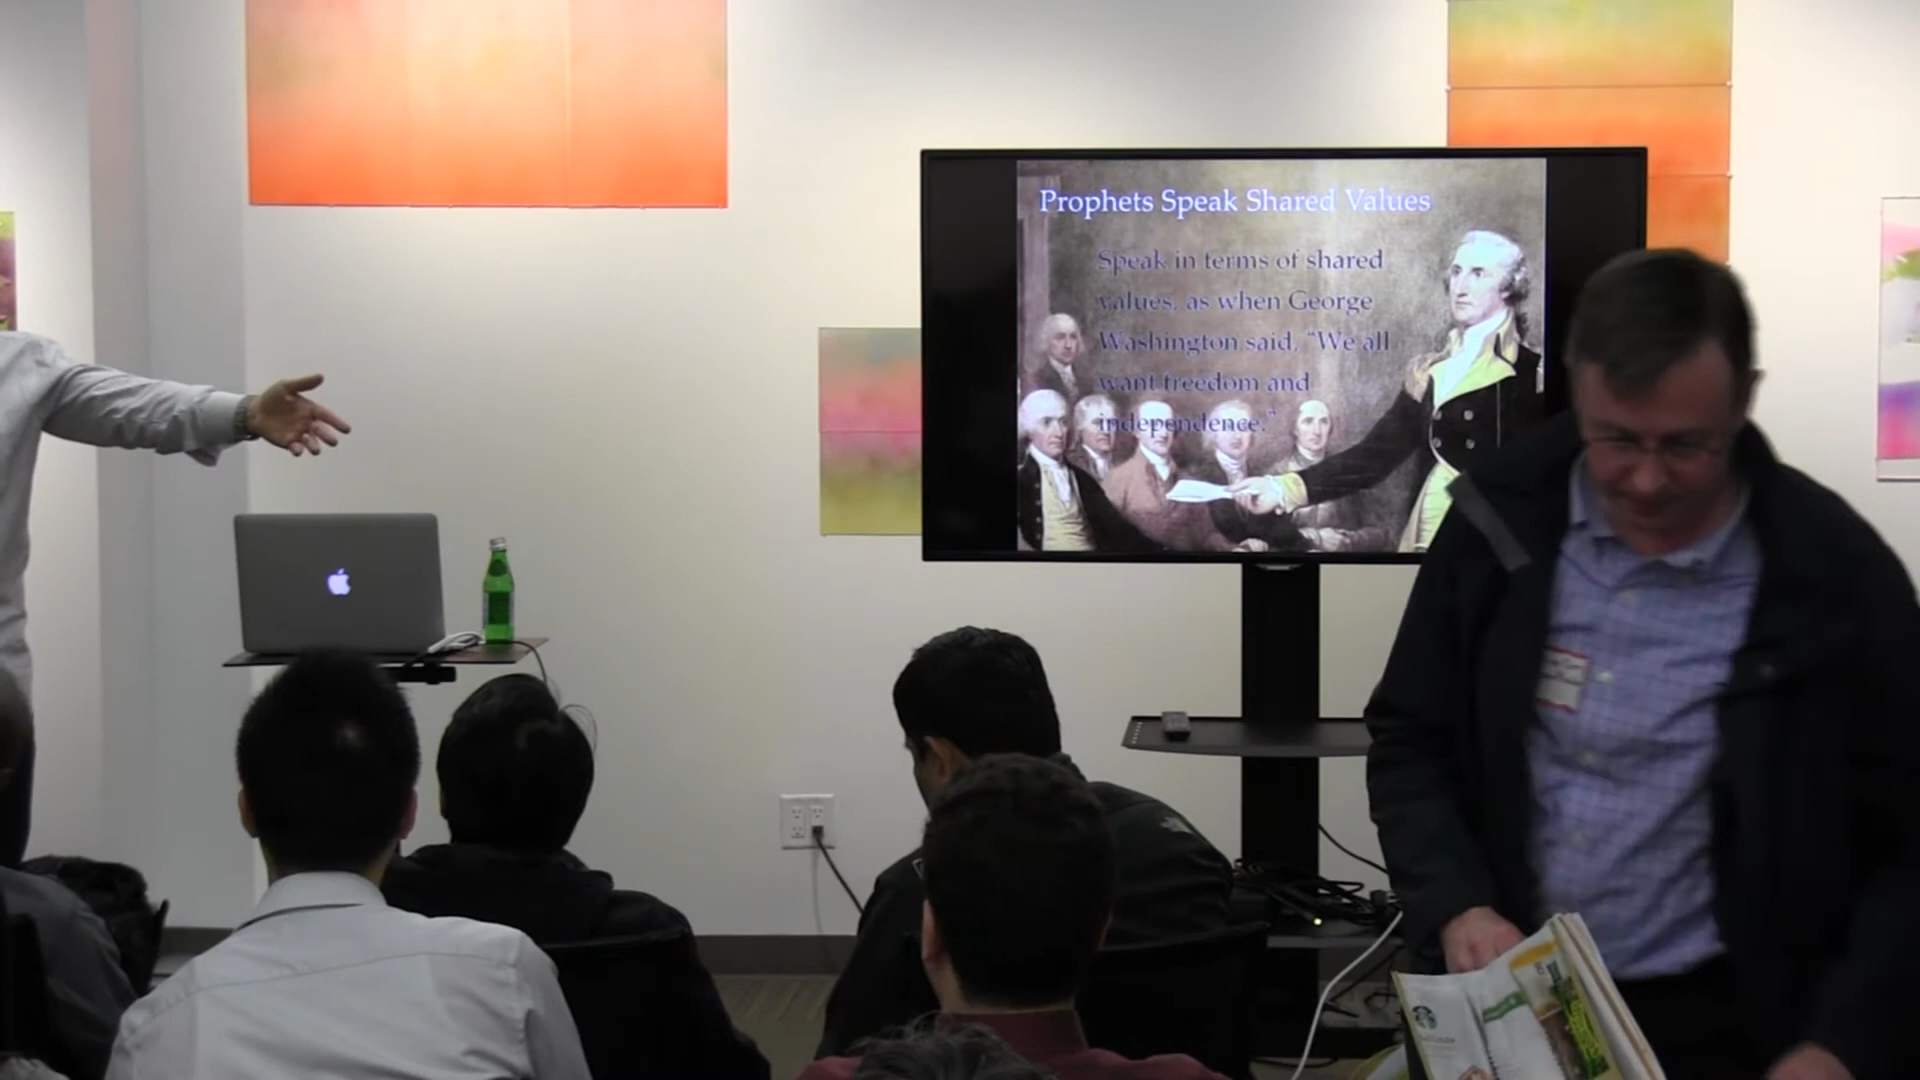 Prophets Speak Shared Values
Speak in terms of shared
values, as when George
Washington said, "We all
want freedom and
independence."